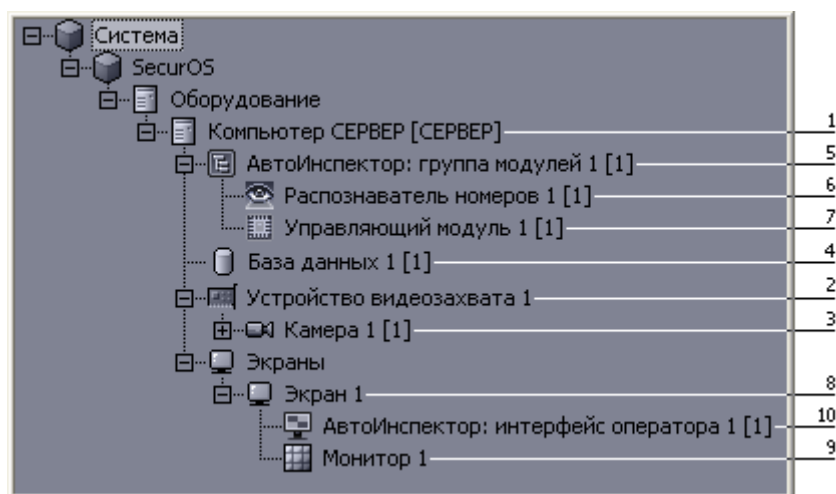 Система
SecurOS
Оборудование
Компьютер СЕРВЕР [СЕРВЕР] 1
АвтоИнспектор: группа модулей 1 [1] 5
Распознаватель номеров 1 [1] 6
Управляющий модуль 1 [1] 7
База данных 1 [1] 4
Устройство видеозахвата 1 2
Камера 1 [1] 3
Экраны
Экран 1 8
АвтоИнспектор: интерфейс оператора 1 [1] 10
Монитор 1 9